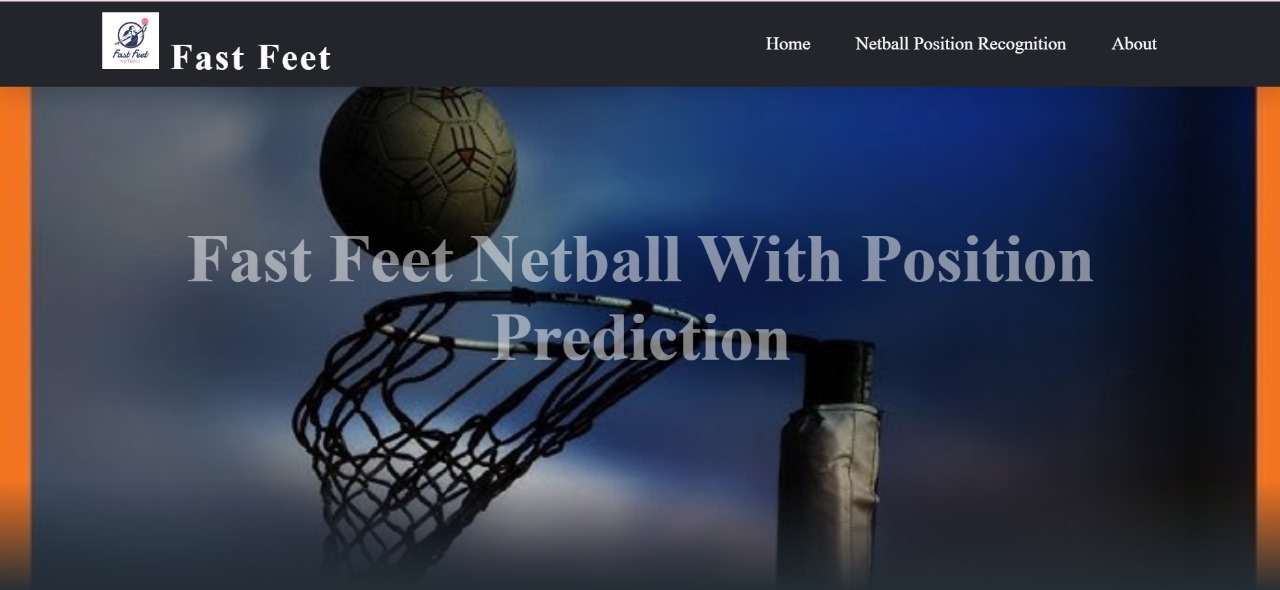 Fast Feet
NETBALL
Fast Feet
Home
Netball Position Recognition
About
Fast Feet Netball With Position
Prediction